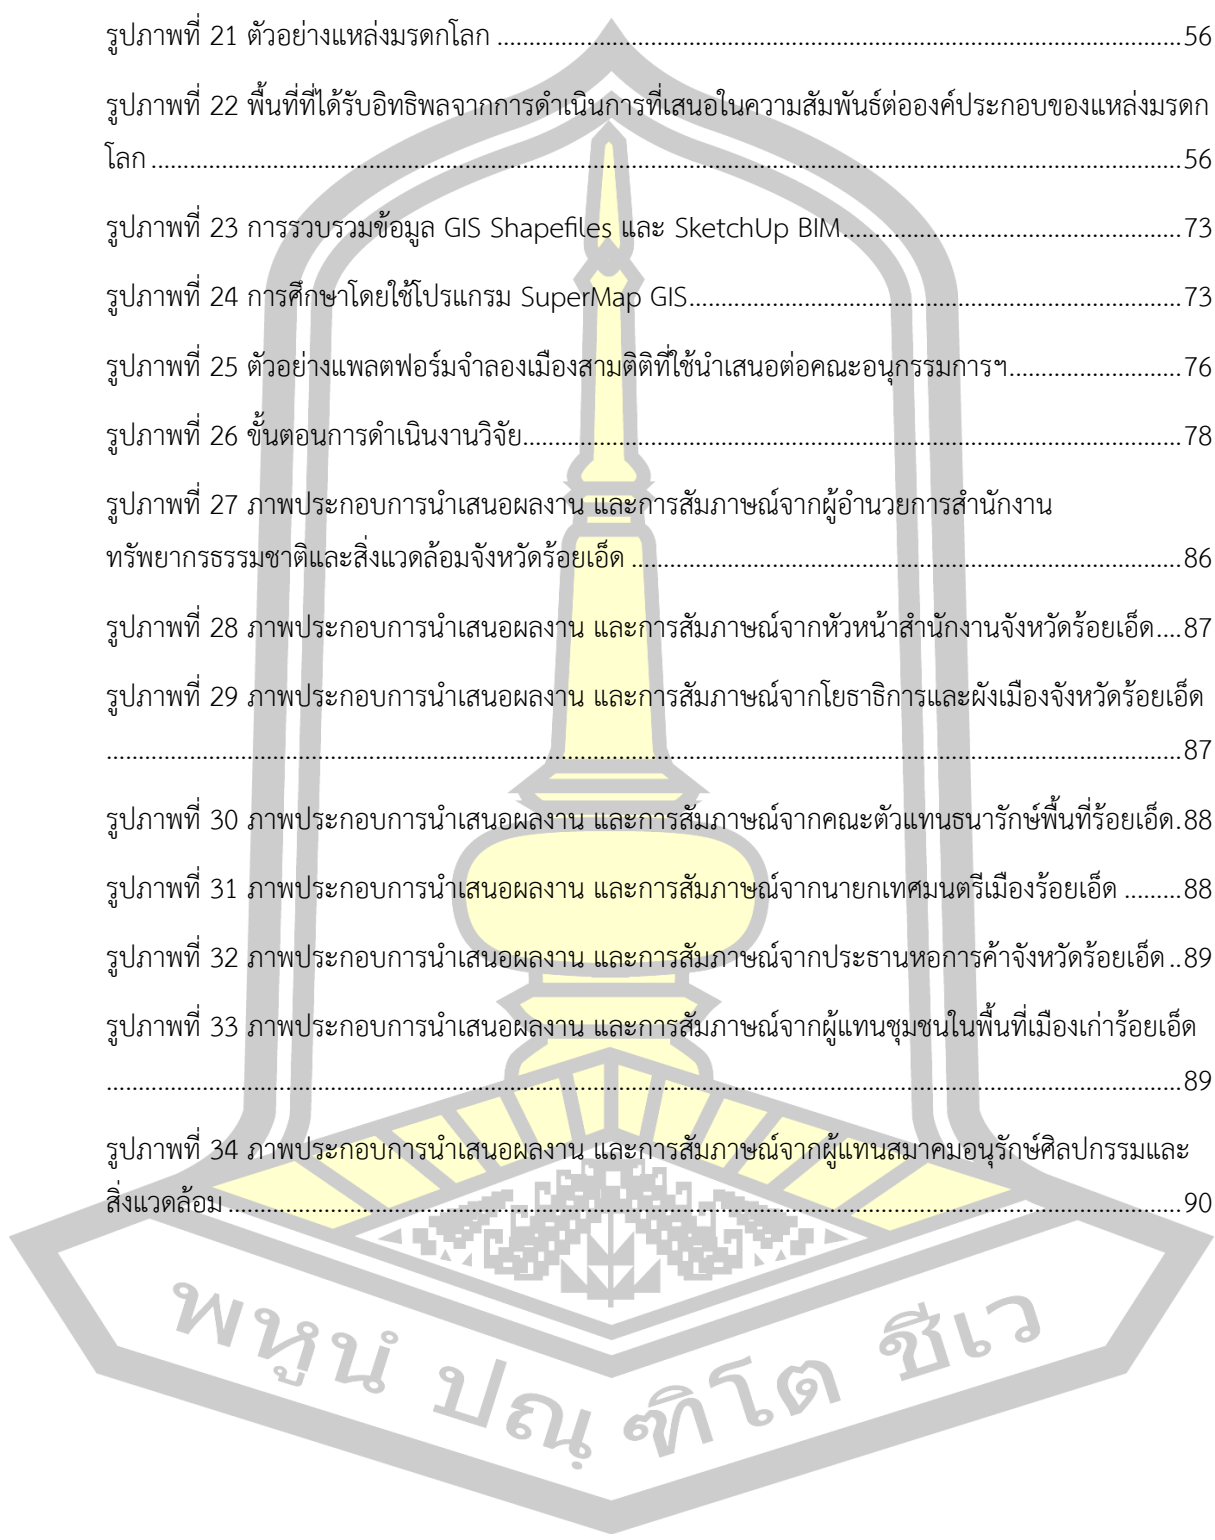 รูปภาพที่ 21 ตัวอย่างแหล่งมรดกโลก ........................................................................................................56
รูปภาพที่ 22 พื้นที่ที่ได้รับอิทธิพลจากการดำเนินการที่เสนอในความสัมพันธ์ต่อองค์ประกอบของแหล่งมรดก
โลก ............................................................................................................................................................56
รูปภาพที่ 23 การรวบรวมข้อมูล GIS Shapefiles และ SketchUp BIM....................................................73
รูปภาพที่ 24 การศึกษาโดยใช้โปรแกรม SuperMap GIS...........................................................................73
รูปภาพที่ 25 ตัวอย่างแพลตฟอร์มจำลองเมืองสามติติที่ใช้นำเสนอต่อคณะอนุกรรมการฯ...........................76
รูปภาพที่ 26 ขั้นตอนการดำเนินงานวิจัย....................................................................................................78
รูปภาพที่ 27 ภาพประกอบการนำเสนอผลงาน และการสัมภาษณ์จากผู้อำนวยการสำนักงาน
ทรัพยากรธรรมชาติและสิ่งแวดล้อมจังหวัดร้อยเอ็ด ...................................................................................86
รูปภาพที่ 28 ภาพประกอบการนำเสนอผลงาน และการสัมภาษณ์จากหัวหน้าสำนักงานจังหวัดร้อยเอ็ด....87
รูปภาพที่ 29 ภาพประกอบการนำเสนอผลงาน และการสัมภาษณ์จากโยธาธิการและผังเมืองจังหวัดร้อยเอ็ด
...................................................................................................................................................................87
รูปภาพที่ 30 ภาพประกอบการนำเสนอผลงาน และการสัมภาษณ์จากคณะตัวแทนธนารักษ์พื้นที่ร้อยเอ็ด.88
รูปภาพที่ 31 ภาพประกอบการนำเสนอผลงาน และการสัมภาษณ์จากนายกเทศมนตรีเมืองร้อยเอ็ด .........88
รูปภาพที่ 32 ภาพประกอบการนำเสนอผลงาน และการสัมภาษณ์จากประธานหอการค้าจังหวัดร้อยเอ็ด..89
รูปภาพที่ 33 ภาพประกอบการนำเสนอผลงาน และการสัมภาษณ์จากผู้แทนชุมชนในพื้นที่เมืองเก่าร้อยเอ็ด
...................................................................................................................................................................89
รูปภาพที่ 34 ภาพประกอบการนำเสนอผลงาน และการสัมภาษณ์จากผู้แทนสมาคมอนุรักษ์ศิลปกรรมและ
สิ่งแวดล้อม ................................................................................................................................................90
พหูนํ ปณฺฑิโต ชีเว